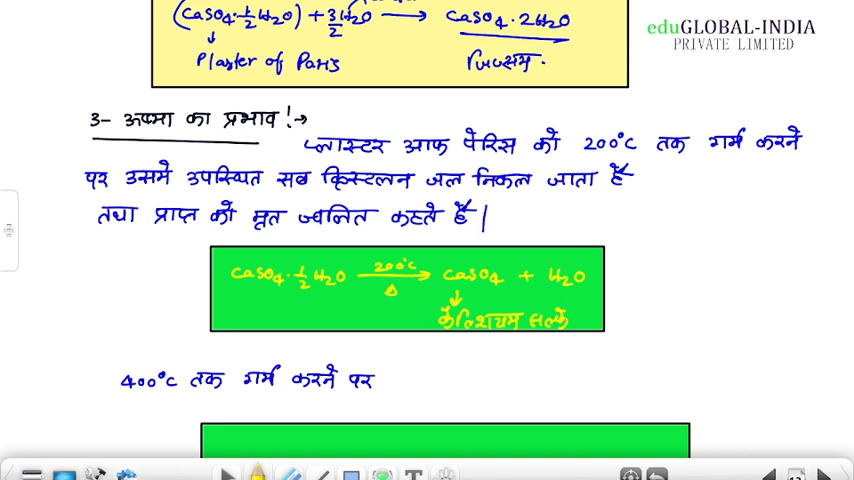 eduGLOBAL-INDIA
PRIVATE LIMITED
(CaSO4·1/2H2O) + 3/2H2O → CaSO4·2H2O
↓
Plaster of Paris जिप्सम
3- ऊष्मा का प्रभाव !→
प्लास्टर आफ पेरिस को 200°C तक गर्म करने
पर उसमे उपस्थित सब क्रिस्टलन जल निकल जाता है
तथा प्राप्त को मृत ज्वलित कहते है |
CaSO4·1/2H2O 200°C → Δ CaSO4 + H2O
↓
कैल्शियम सल्फे
400°C तक गर्म करने पर